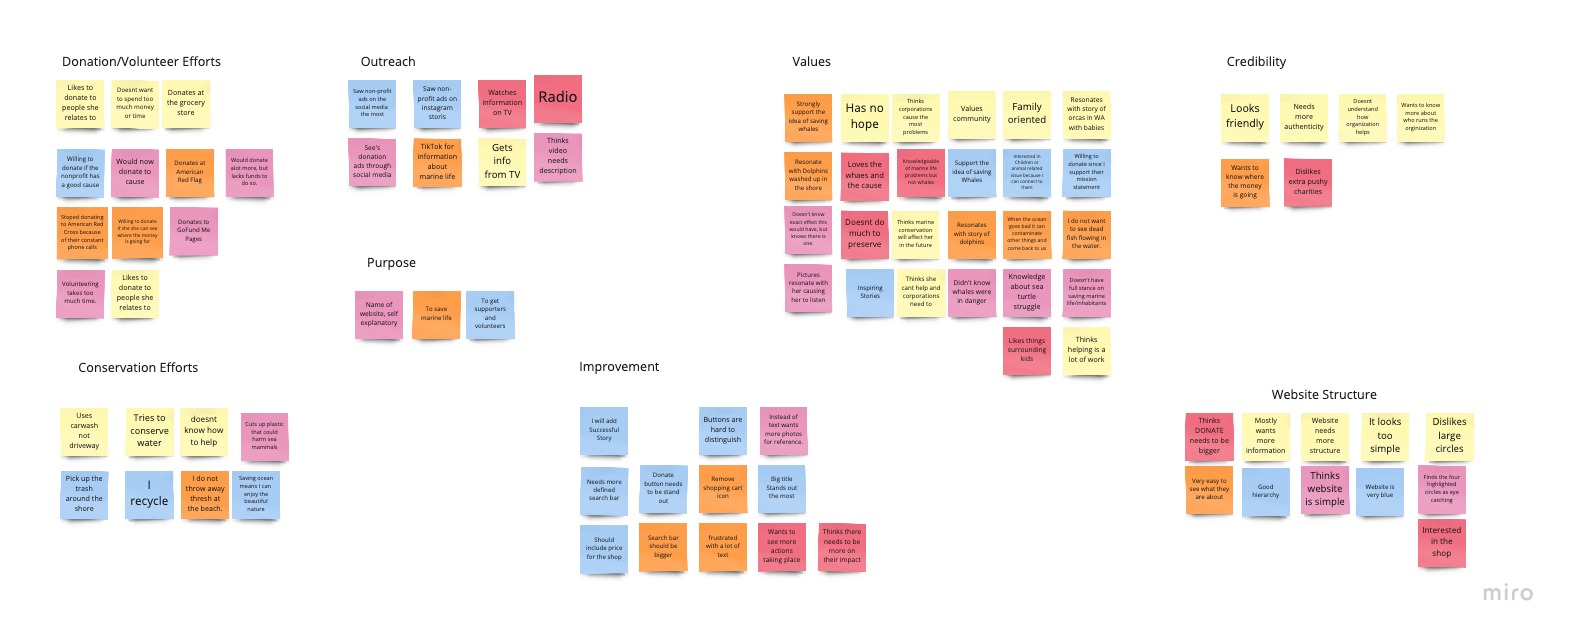 Donation/Volunteer Efforts
Likes to
donate to
people she
relates to
Doesnt want
to spend too
much money
or time
Donates at
the grocery
store
Willing to
donate if the
nonprofit has
a good cause
Would now
donate to
cause
Donates at
American
Red Flag
Would donate
alot more, but
lacks funds to
do so.
Stoped donating
to American Red
Cross because
of their constant
phone calls
Willing to donate
if she she can see
where the money
is going for
Donates to
GoFund Me
Pages
Volunteering
takes too
much time.
Likes to
donate to
people she
relates to
Outreach
Saw non-profit
ads on the
social media
the most
Saw non-
profit ads on
instagram
storis
Watches
information
on TV
Radio
See's
donation
ads through
social media
TikTok for
information
about
marine life
Gets
info
from TV
Thinks
video
needs
description
Purpose
Name of
website, self
explanatory
To save
marine life
To get
supporters
and
volunteers
Values
Strongly
support the
idea of saving
whales
Has no
hope
Thinks
corporations
cause the
most
problems
Values
community
Family
oriented
Resonates
with story of
orcas in WA
with babies
Resonate
with Dolphins
washed up in
the shore
Loves the
whaes and
the cause
Knowledgeable
of marine life
problems but
not whales
Support the
idea of saving
Whales
Interested in
Children or
animal related
issue because I
can connect to
them
Willing to
donate since I
support their
mission
statement
Doesn't know
exact effect this
would have, but
knows there is
one.
Doesnt do
much to
preserve
Thinks marine
conservation
will affect her
in the future
Resonates
with story of
dolphins
When the ocean
goes bad it can
contaminate
other things and
come back to us
I do not want
to see dead
fish flowing in
the water.
Pictures
resonate with
her causing
her to listen
Inspiring
Stories
Thinks she
cant help and
corporations
need to
Didn't know
whales were
in danger
Knowledge
about sea
turtle
struggle
Doesn't have
full stance on
saving marine
life/inhabitants
Likes things
surrounding
kids
Thinks
helping is a
lot of work
Credibility
Looks
friendly
Needs
more
authenticity
Doesnt
understand
how
organization
helps
Wants to know
more about
who runs the
orginization
Wants to
know where
the money
is going
Dislikes
extra pushy
charities
Conservation Efforts
Uses
carwash
not
driveway
Tries to
conserve
water
doesnt
know how
to help
Cuts up plastic
that could
harm sea
mammals
Pick up the
trash
around the
shore
I
recycle
I do not
throw away
thresh at
the beach.
Saving ocean
means I can
enjoy the
beautiful
nature
Improvement
I will add
Successful
Story
Buttons are
hard to
distinguish
Instead of
text wants
more photos
for reference.
Needs more
defined
search bar
Donate
button needs
to be stand
out
Remove
shopping cart
icon
Big title
Stands out
the most
Should
include price
for the shop
Search bar
should be
bigger
frustrated
with a lot of
text
Wants to
see more
actions
taking place
Thinks there
needs to be
more on
their impact
Website Structure
Thinks
DONATE
needs to be
bigger
Mostly
wants
more
information
Website
needs
more
structure
It looks
too
simple
Dislikes
large
circles
Very easy to
see what they
are about
Good
hierarchy
Thinks
website
is simple
Website is
very blue
Finds the four
highlighted
circles as eye
catching
Interested
in the
shop
miro